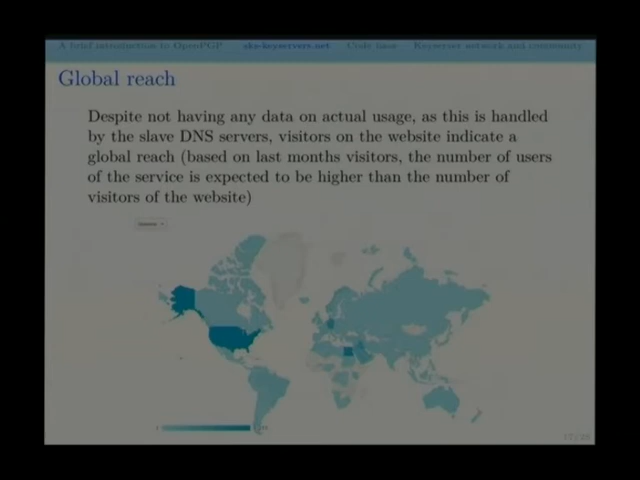 A brief introduction to OpenPGP sks-keyservers.net Code base Keyserver network and community
Global reach
Despite not having any data on actual usage, as this is handled
by the slave DNS servers, visitors on the website indicate a
global reach (based on last months visitors, the number of users
of the service is expected to be higher than the number of
visitors of the website)